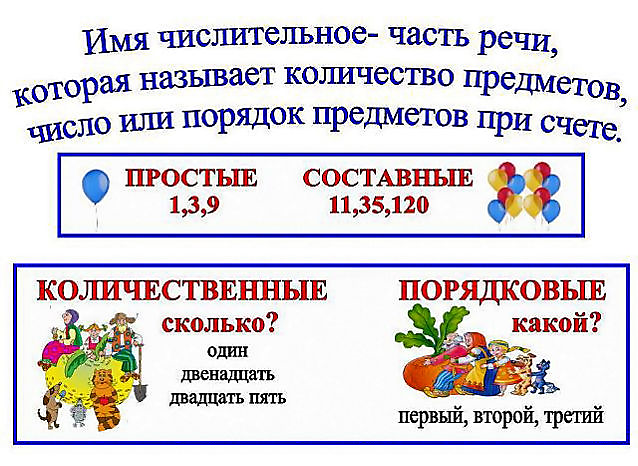 Имя числительное- часть речи,
которая называет количество предметов,
число или порядок предметов при счете.
ПРОСТЫЕ СОСТАВНЫЕ
1,3,9 11,35,120
КОЛИЧЕСТВЕННЫЕ
сколько?
один
двенадцать
двадцать пять
ПОРЯДКОВЫЕ
какой?
первый, второй, третий